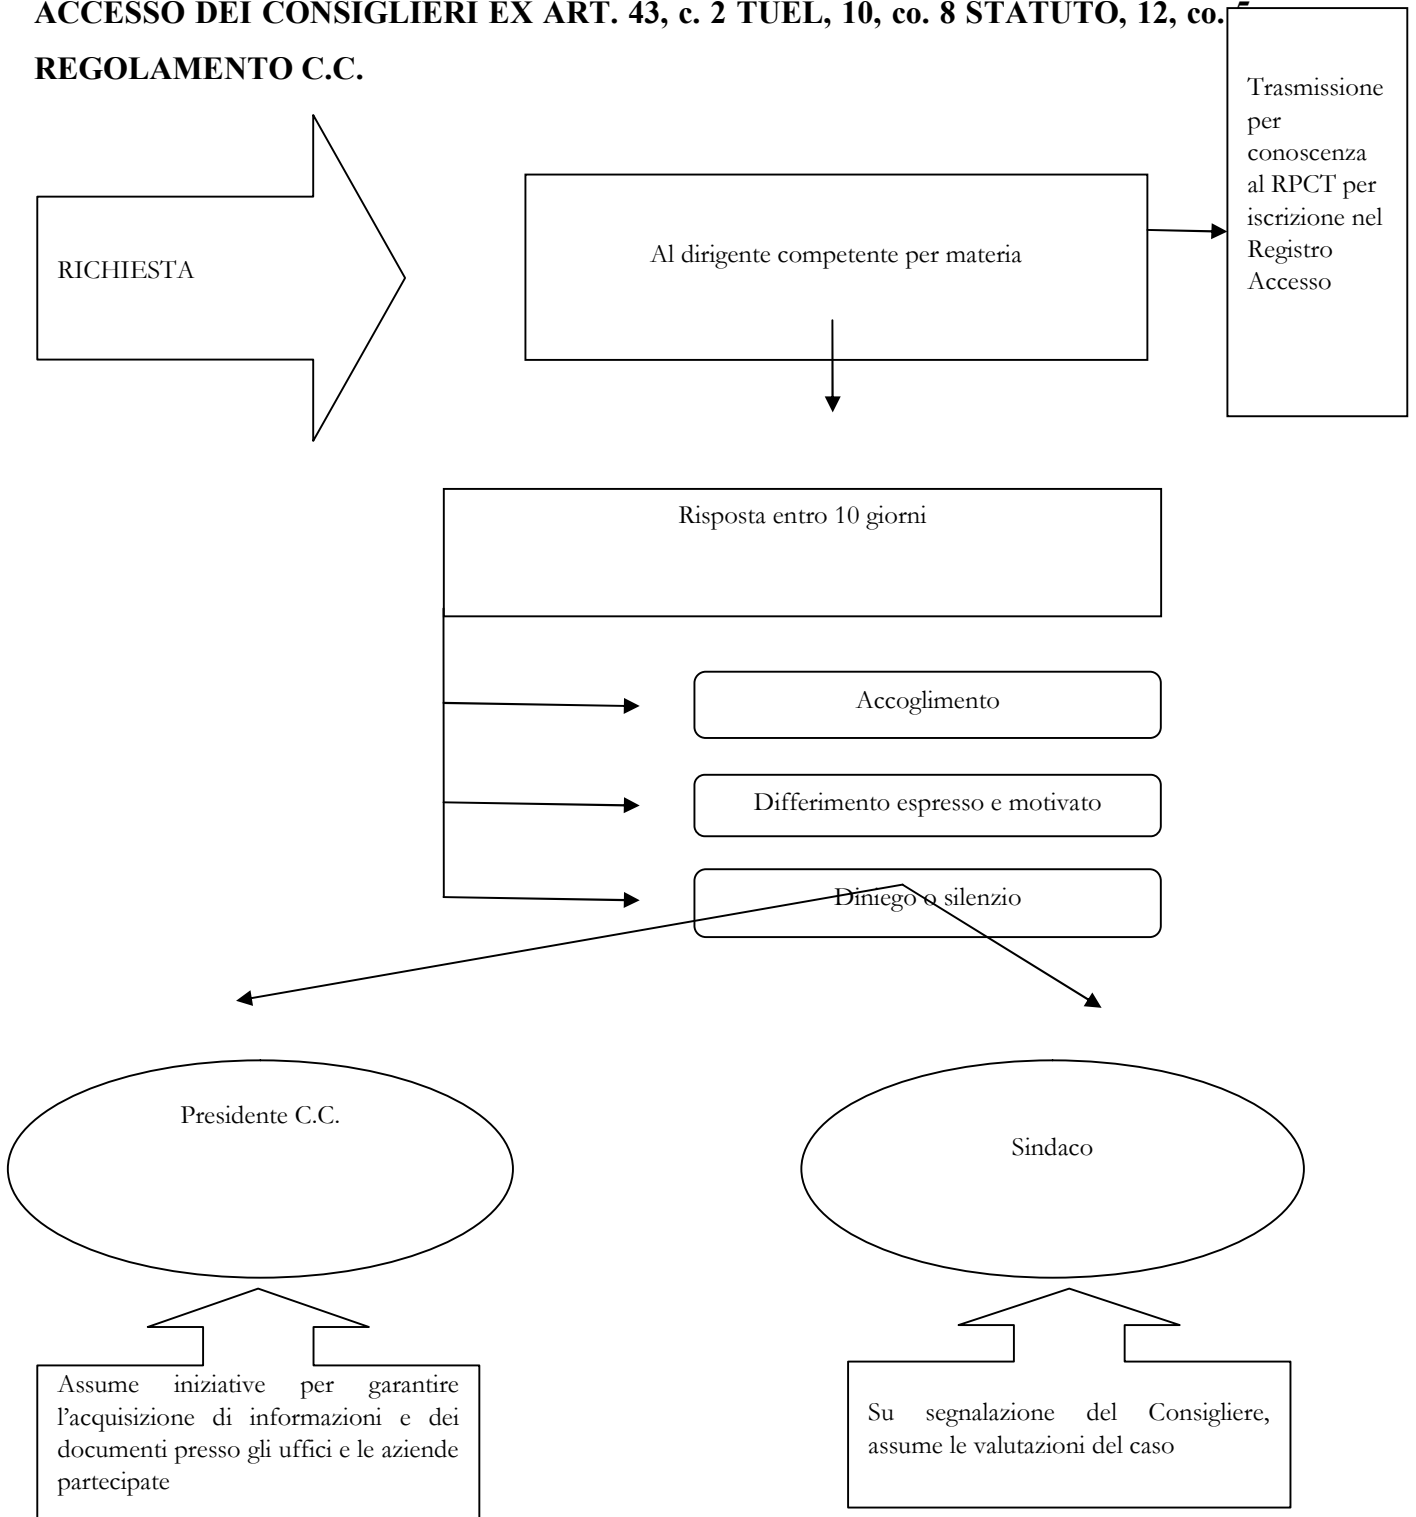 ACCESSO DEI CONSIGLIERI EX ART. 43, c. 2 TUEL, 10, co. 8 STATUTO, 12, co. 5
REGOLAMENTO C.C.
Trasmissione
per
conoscenza
al RPCT per
iscrizione nel
Registro
Accesso
RICHIESTA
Al dirigente competente per materia
Risposta entro 10 giorni
Accoglimento
Differimento espresso e motivato
Diniego o silenzio
Presidente C.C.
Sindaco
Assume iniziative per garantire
l’acquisizione di informazioni e dei
documenti presso gli uffici e le aziende
partecipate
Su segnalazione del Consigliere,
assume le valutazioni del caso